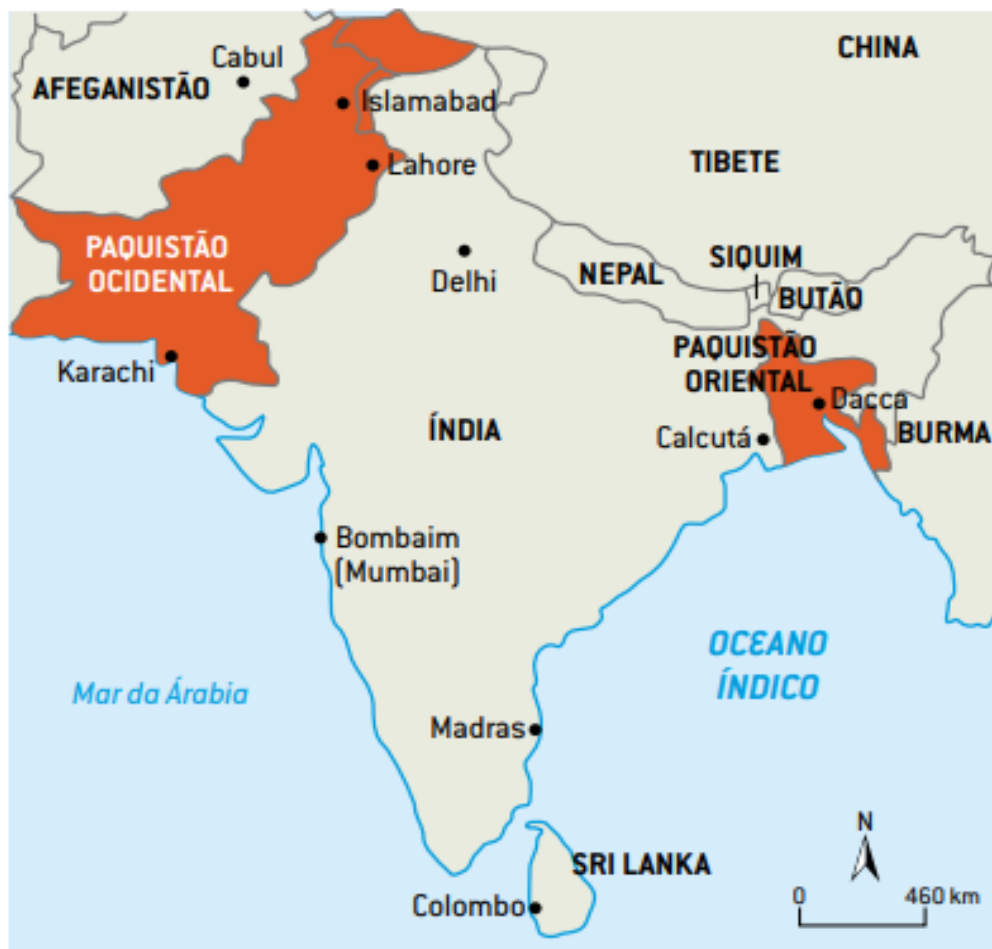 CHINA
Cabul
AFEGANISTÃO
Islamabad
Lahore
TIBETE
PAQUISTÃO
OCIDENTAL
Delhi
NEPAL
SIQUIM
BUTÃO
PAQUISTÃO
ORIENTAL
Karachi
Dacca
ÍNDIA
Calcutá
BURMA
Bombaim
(Mumbai)
OCEANO
ÍNDICO
Mar da Arábia
Madras
N
SRI LANKA
0 460 km
Colombo